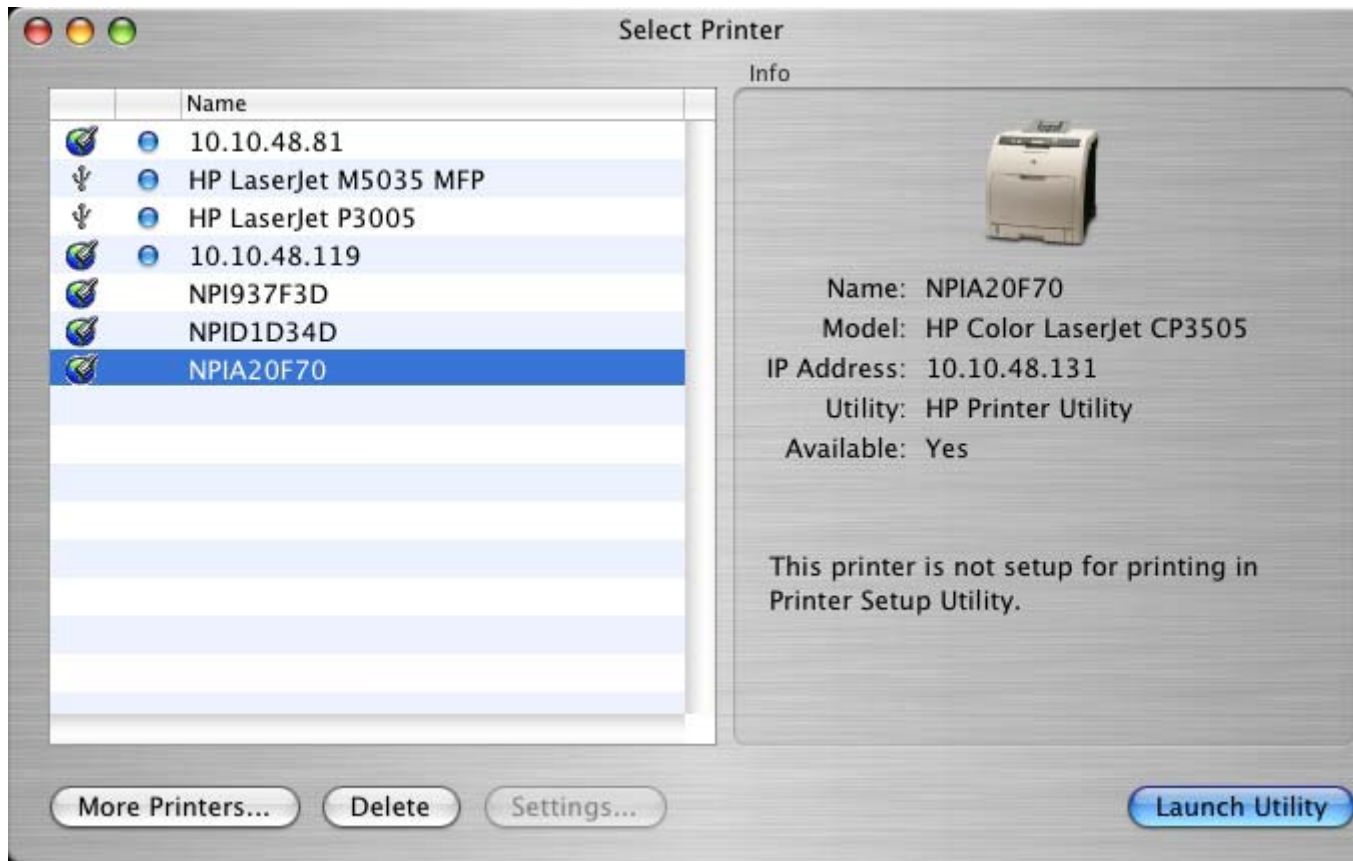 Select Printer
Info
Name
10.10.48.81
HP LaserJet M5035 MFP
HP LaserJet P3005
10.10.48.119
NPI937F3D
NPID1D34D
NPIA20F70
Name: NPIA20F70
Model: HP Color LaserJet CP3505
IP Address: 10.10.48.131
Utility: HP Printer Utility
Available: Yes
This printer is not setup for printing in
Printer Setup Utility.
More Printers... Delete Settings... Launch Utility